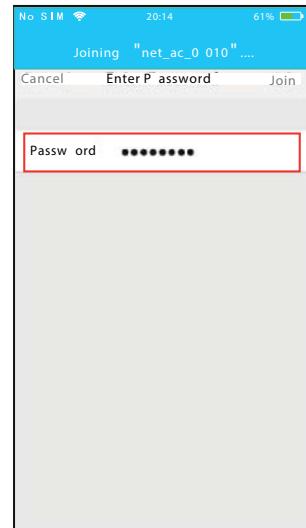 No SIM 20:14 61%
Joining "net_ac_0 010"....
Cancel Enter P assword Join
Passw ord ••••••••